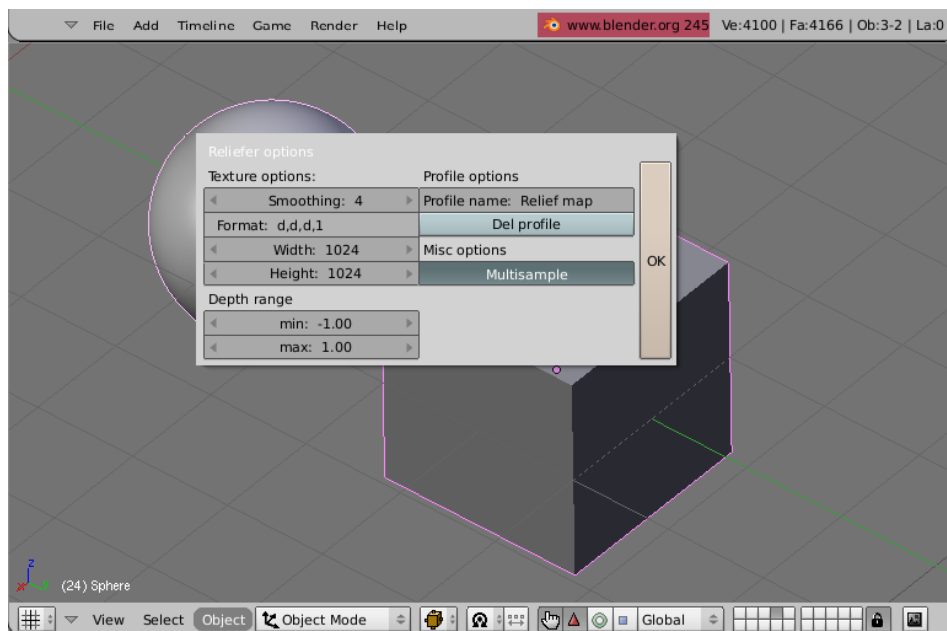 File Add Timeline Game Render Help www.blender.org 245 Ve:4100 | Fa:4166 | Ob:3-2 | La:0
Reliefer options
Texture options:
Smoothing: 4
Format: d,d,d,1
Width: 1024
Height: 1024
Depth range
min: -1.00
max: 1.00
Profile options
Profile name: Relief map
Del profile
Misc options
Multisample
OK
z
x
(24) Sphere
View Select Object Object Mode Global